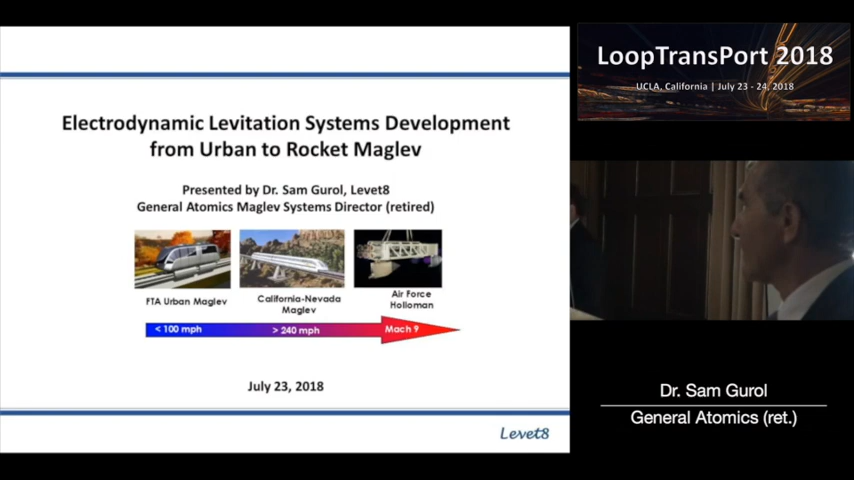 Electrodynamic Levitation Systems Development
from Urban to Rocket Maglev
Presented by Dr. Sam Gurol, Levet8
General Atomics Maglev Systems Director (retired)
FTA Urban Maglev
California-Nevada
Maglev
Air Force
Holloman
< 100 mph
> 240 mph
Mach 9
July 23, 2018
Levet8
LoopTransPort 2018
UCLA, California | July 23 - 24, 2018
Dr. Sam Gurol
General Atomics (ret.)